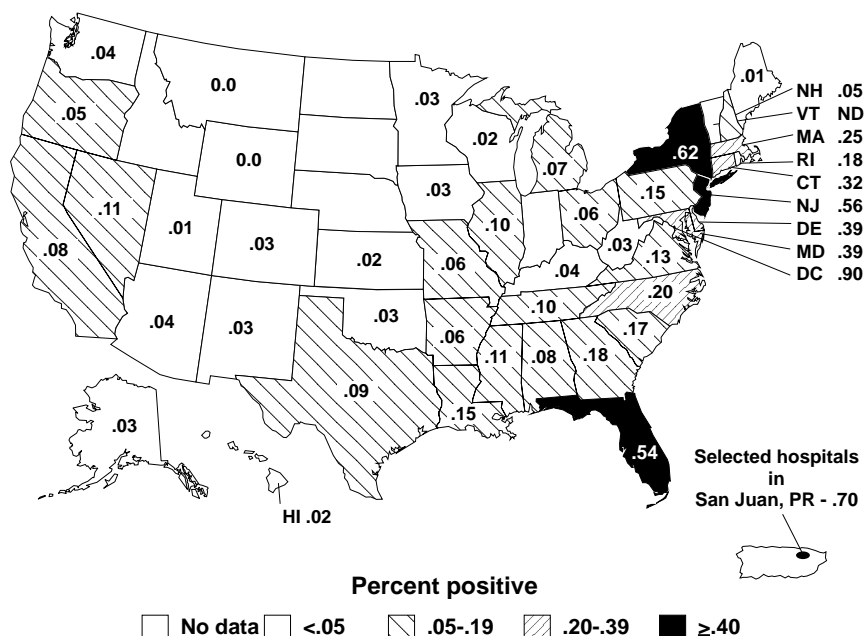 .04
0.0
.03
.01
NH .05
VT ND
MA .25
RI .18
CT .32
NJ .56
DE .39
MD .39
DC .90
.05
0.0
.02
.07
.62
.03
.15
.11
.01
.03
.10
.06
.03
.08
.02
.06
.04
.13
.04
.03
.03
.06
.10
.20
.17
.09
.15
.11
.08
.18
.03
.54
HI .02
Selected hospitals
in
San Juan, PR - .70
Percent positive
No data <.05 .05-.19 .20-.39 ≥.40